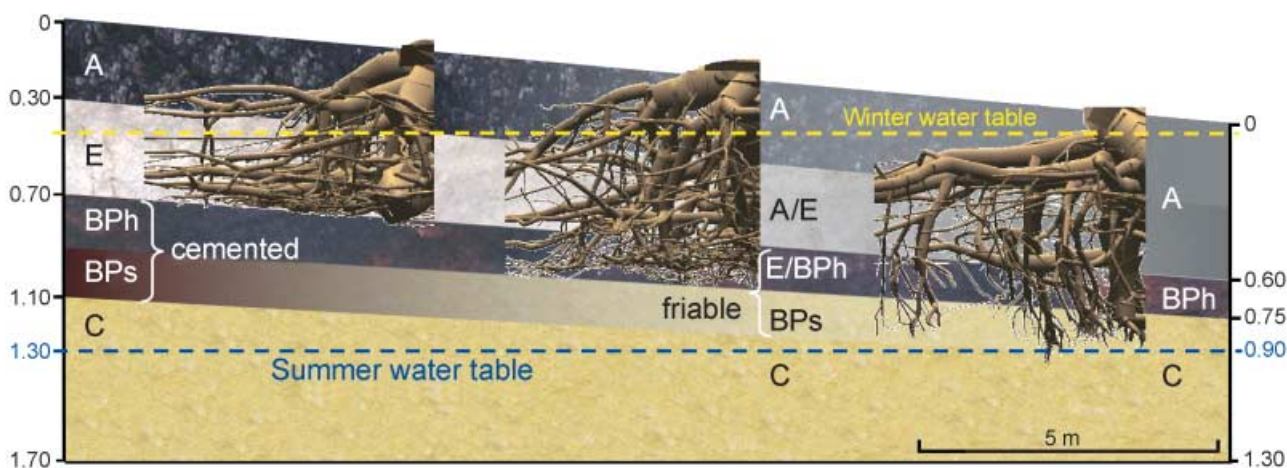 0
0.30
0.70
1.10
1.30
1.70
A
E
BPh
BPs
cemented
C
Summer water table
friable
A
Winter water table
A/E
E/BPh
BPs
C
A
BPh
C
5 m
0
0.60
0.75
0.90
1.30